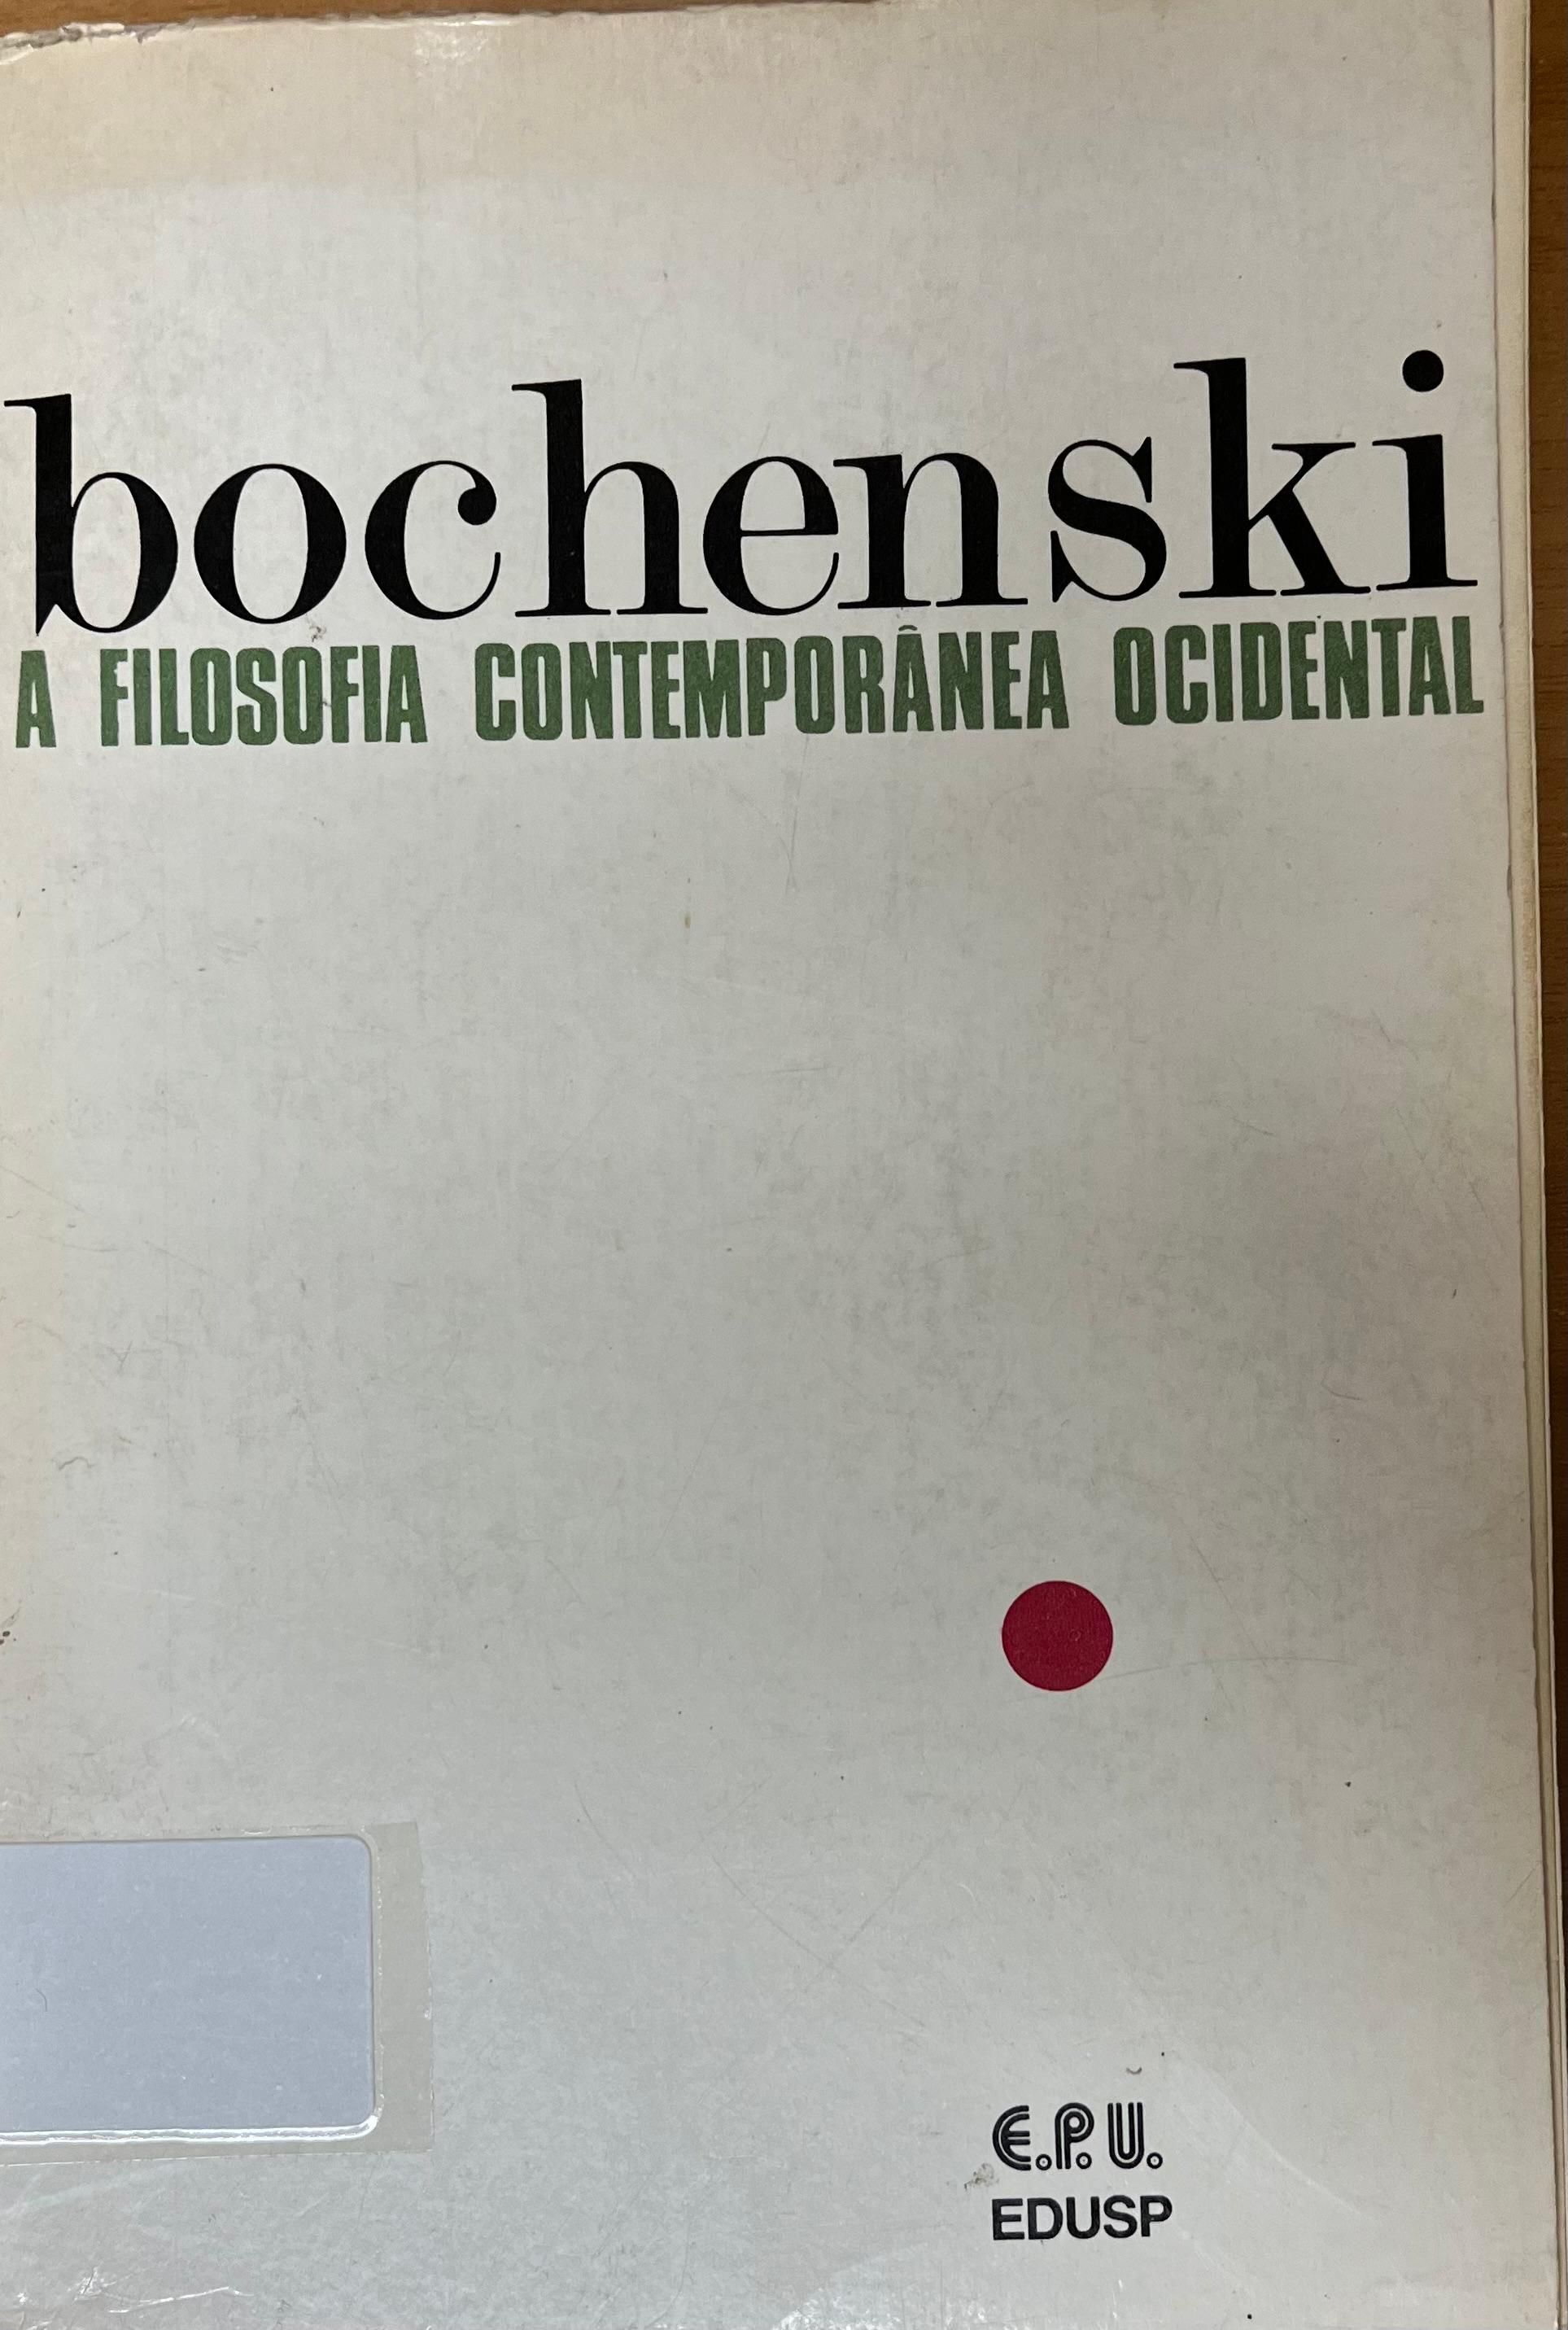 bochenski
A FILOSOFIA CONTEMPORÂNEA OCIDENTAL
E.P.U.
EDUSP